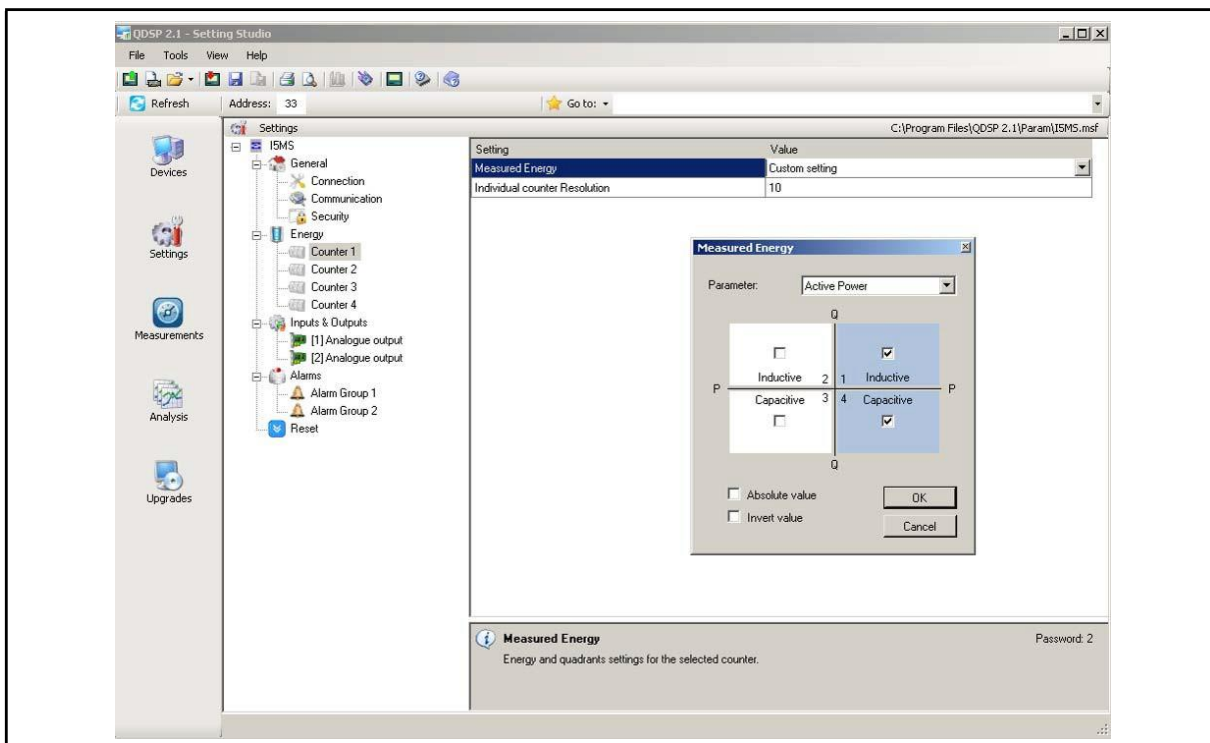 QDSP 2.1 - Setting Studio
File Tools View Help
Refresh Address: 33 Go to:
Settings C:\Program Files\QDSP 2.1\Param\I5MS.msf
Devices
Settings
Measurements
Analysis
Upgrades
I5MS
General
Connection
Communication
Security
Energy
Counter 1
Counter 2
Counter 3
Counter 4
Inputs & Outputs
[1] Analogue output
[2] Analogue output
Alarms
Alarm Group 1
Alarm Group 2
Reset
Setting Value
Measured Energy Custom setting
Individual counter Resolution 10
Measured Energy
Parameter: Active Power
Q
Inductive 2 1 Inductive
P P
Capacitive 3 4 Capacitive
Q
Absolute value OK
Invert value Cancel
Measured Energy Password: 2
Energy and quadrants settings for the selected counter.